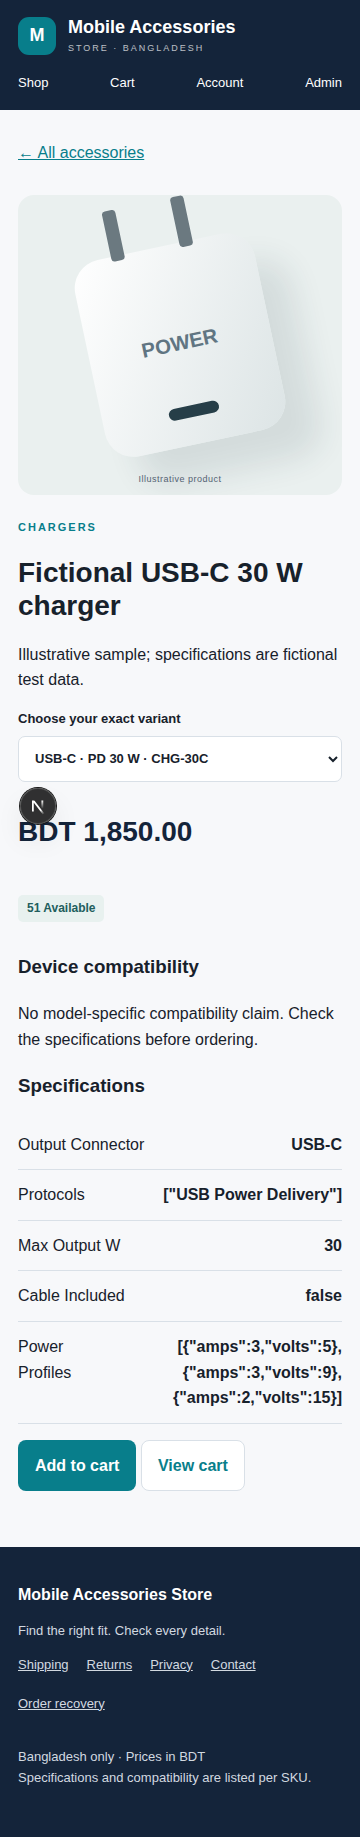 M
Mobile Accessories
STORE · BANGLADESH
Shop Cart Account Admin
← All accessories
POWER
Illustrative product
CHARGERS
Fictional USB-C 30 W
charger
Illustrative sample; specifications are fictional
test data.
Choose your exact variant
USB-C · PD 30 W · CHG-30C
N
BDT 1,850.00
51 Available
Device compatibility
No model-specific compatibility claim. Check
the specifications before ordering.
Specifications
Output Connector USB-C
Protocols ["USB Power Delivery"]
Max Output W 30
Cable Included false
Power [{"amps":3,"volts":5},
Profiles {"amps":3,"volts":9},
{"amps":2,"volts":15}]
Add to cart View cart
Mobile Accessories Store
Find the right fit. Check every detail.
Shipping Returns Privacy Contact
Order recovery
Bangladesh only · Prices in BDT
Specifications and compatibility are listed per SKU.